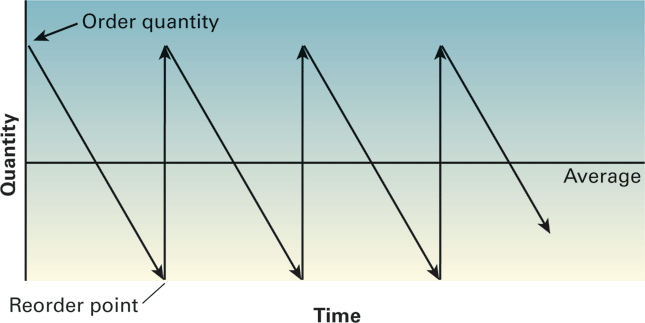 Order quantity
Quantity
Average
Reorder point
Time